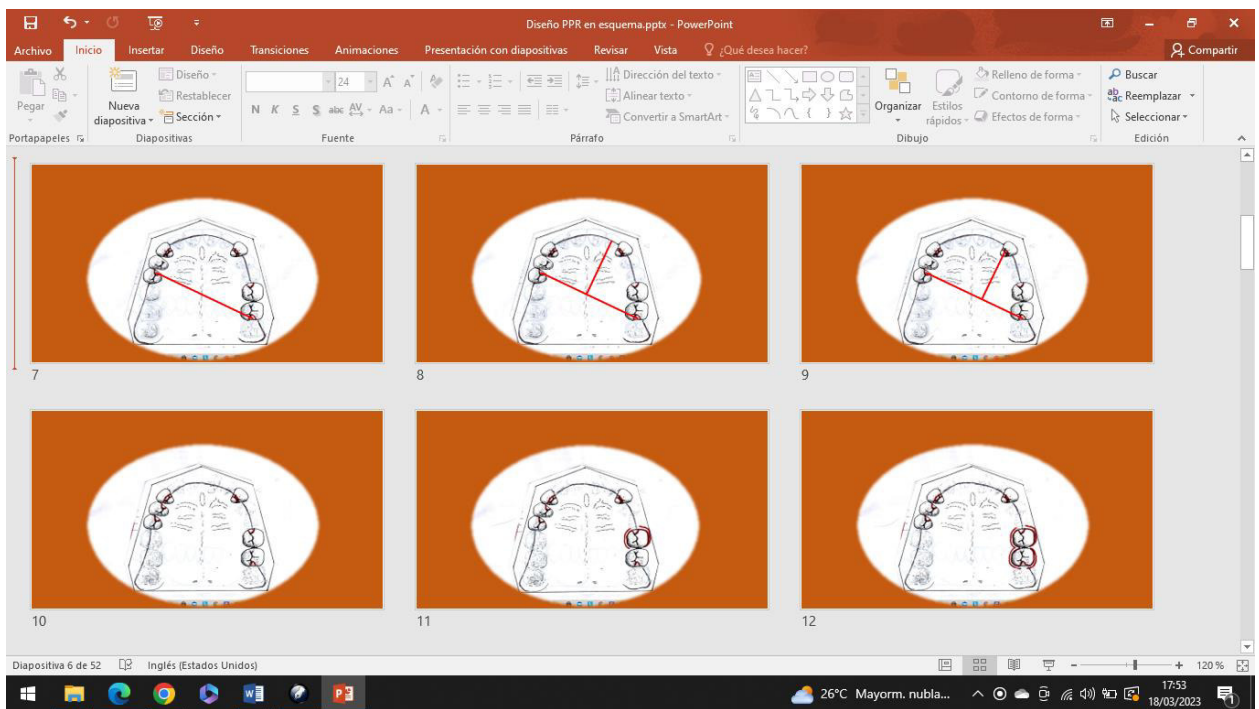 Diseño PPR en esquema.pptx - PowerPoint
Archivo Inicio Insertar Diseño Transiciones Animaciones Presentación con diapositivas Revisar Vista ¿Qué desea hacer? Compartir
Pegar
Nueva diapositiva
Diseño
Restablecer
Sección
24
N K S S abc AV Aa A
Dirección del texto
Alinear texto
Convertir a SmartArt
Organizar
Estilos rápidos
Relleno de forma
Contorno de forma
Efectos de forma
Buscar
Reemplazar
Seleccionar
Portapapeles Diapositivas Fuente Párrafo Dibujo Edición
7 8 9
10 11 12
Diapositiva 6 de 52 Inglés (Estados Unidos) 120 %
26°C Mayorm. nubla... 17:53
18/03/2023